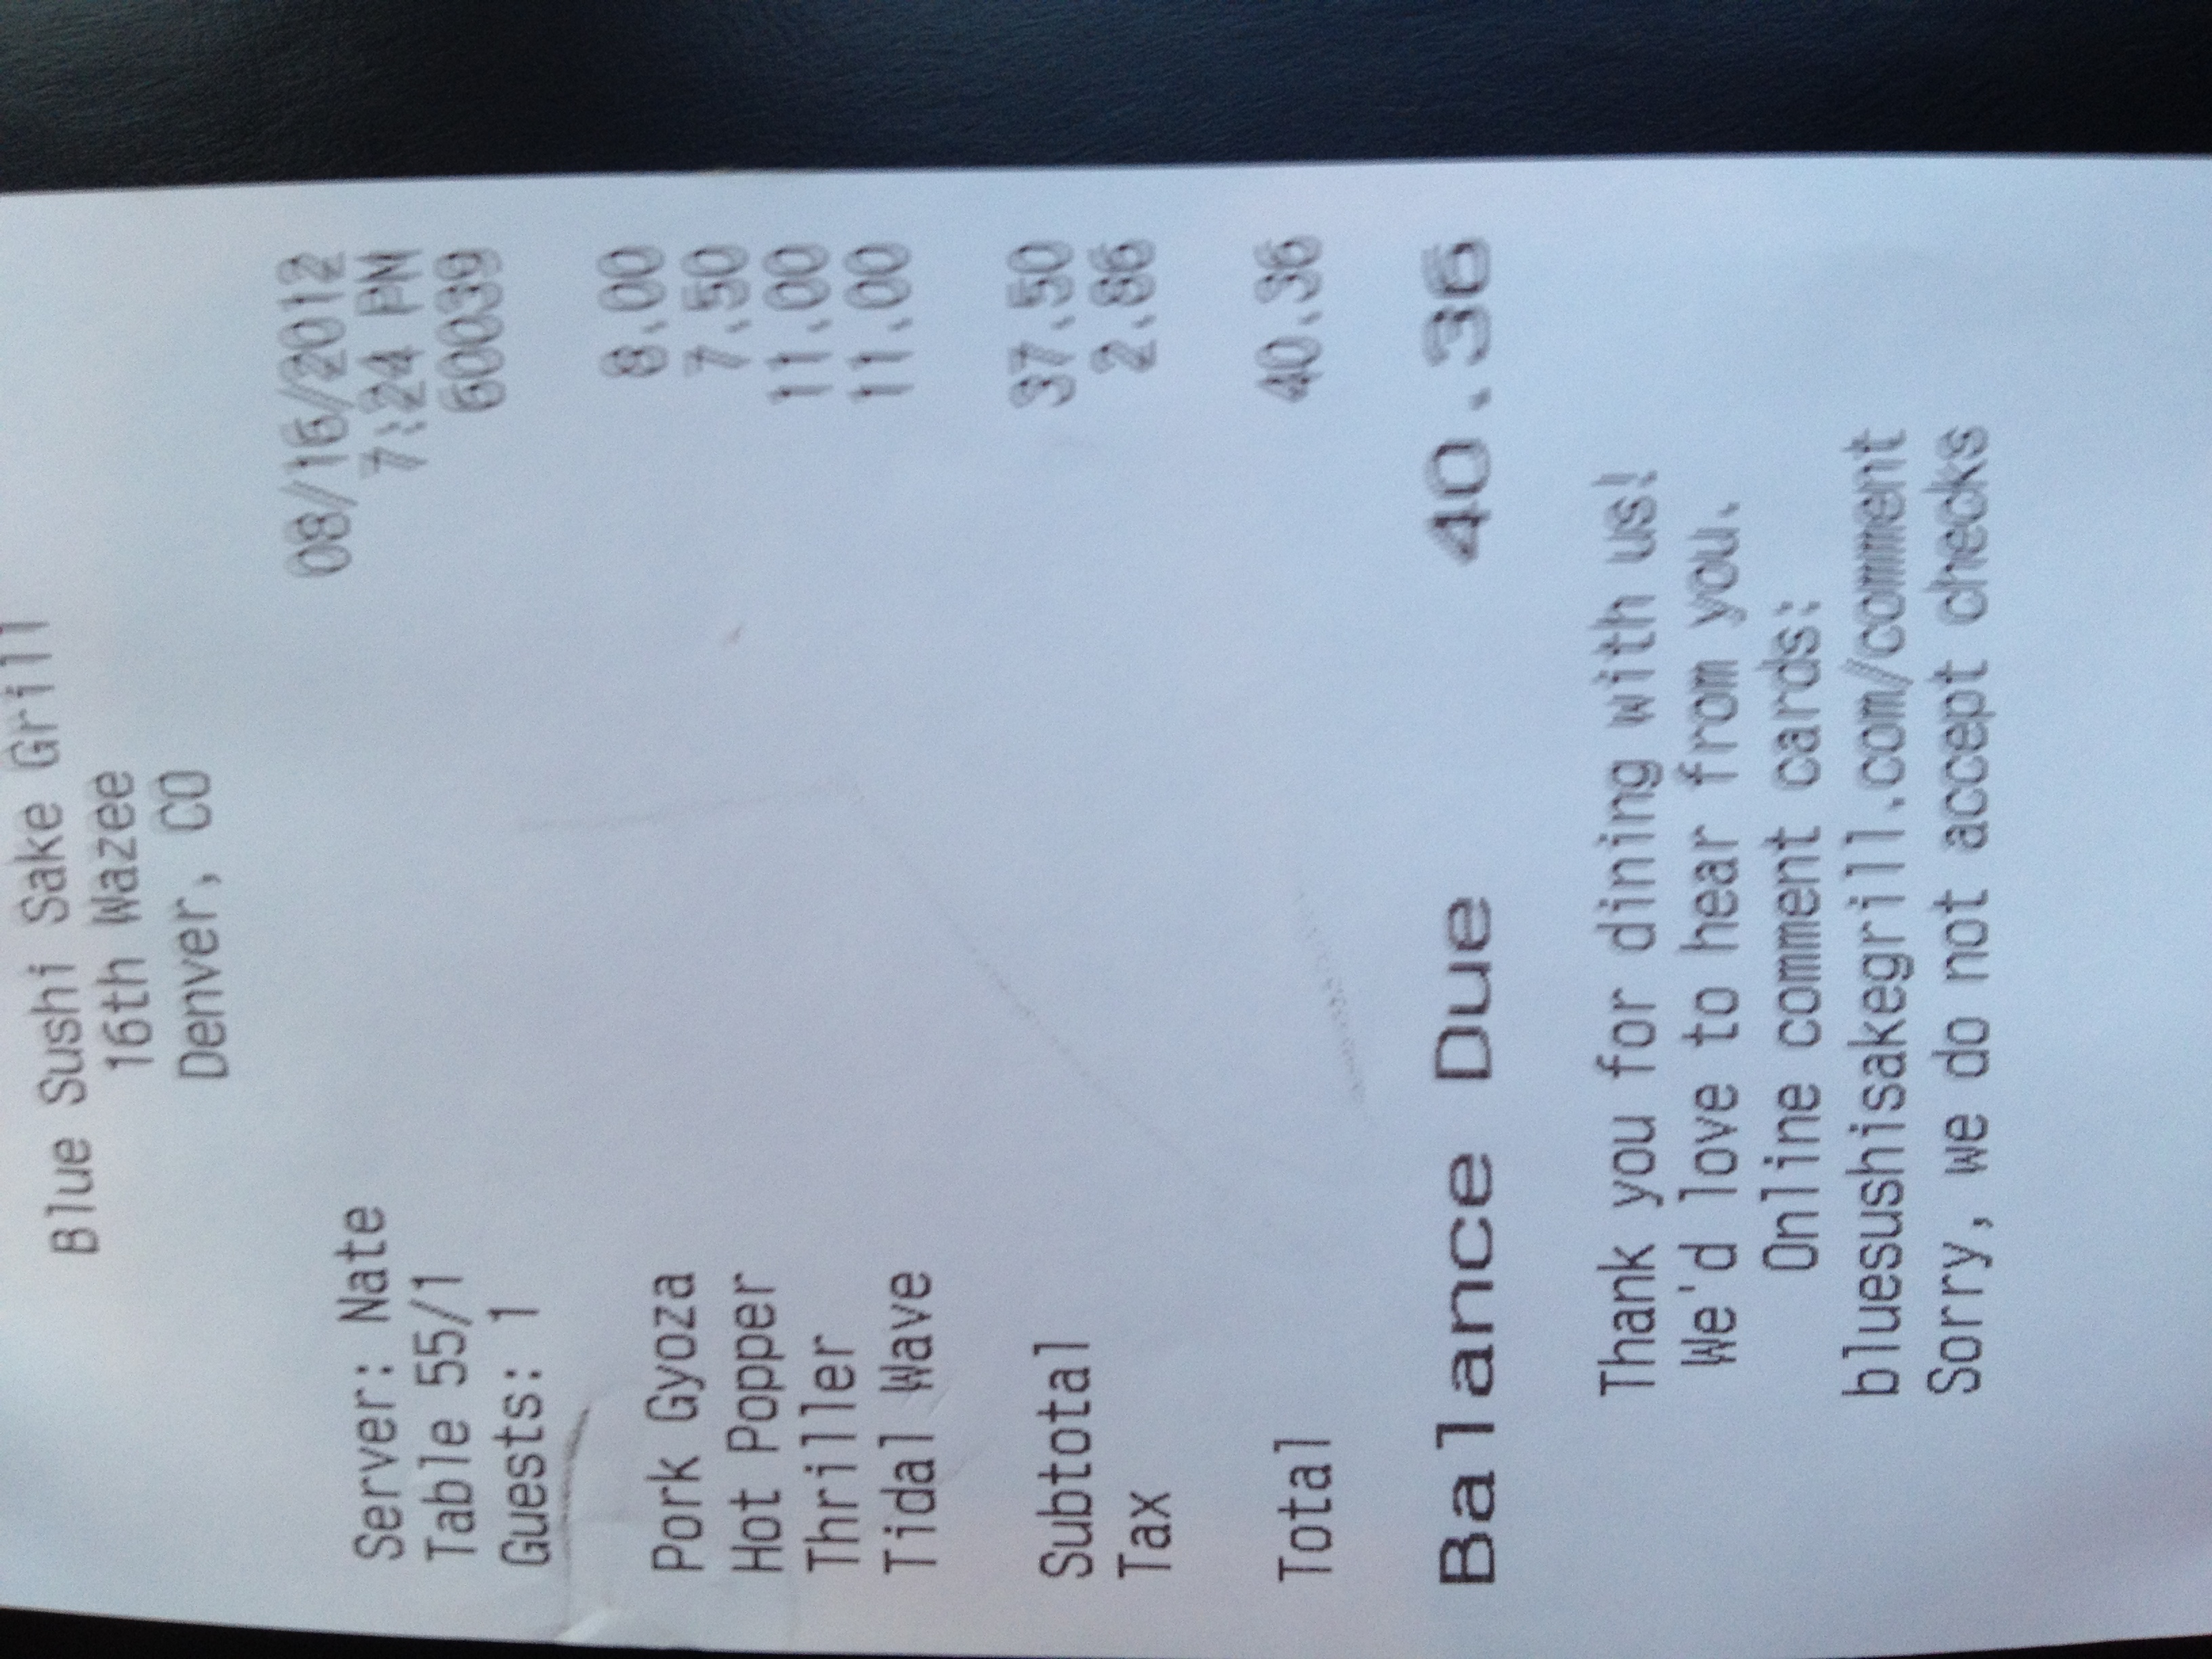 Blue Sushi Sake Grill
16th Wazee
Denver, CO
08/16/2012
Server: Nate 7:24 PM
Table 55/1 60039
Guests: 1
Pork Gyoza 8.00
Hot Popper 7.50
Thriller 11.00
Tidal Wave 11.00
Subtotal 37.50
Tax 2.86
Total 40.36
Balance Due 40.36
Thank you for dining with us!
We'd love to hear from you.
Online comment cards:
bluesushisakegrill.com/comment
Sorry, we do not accept checks